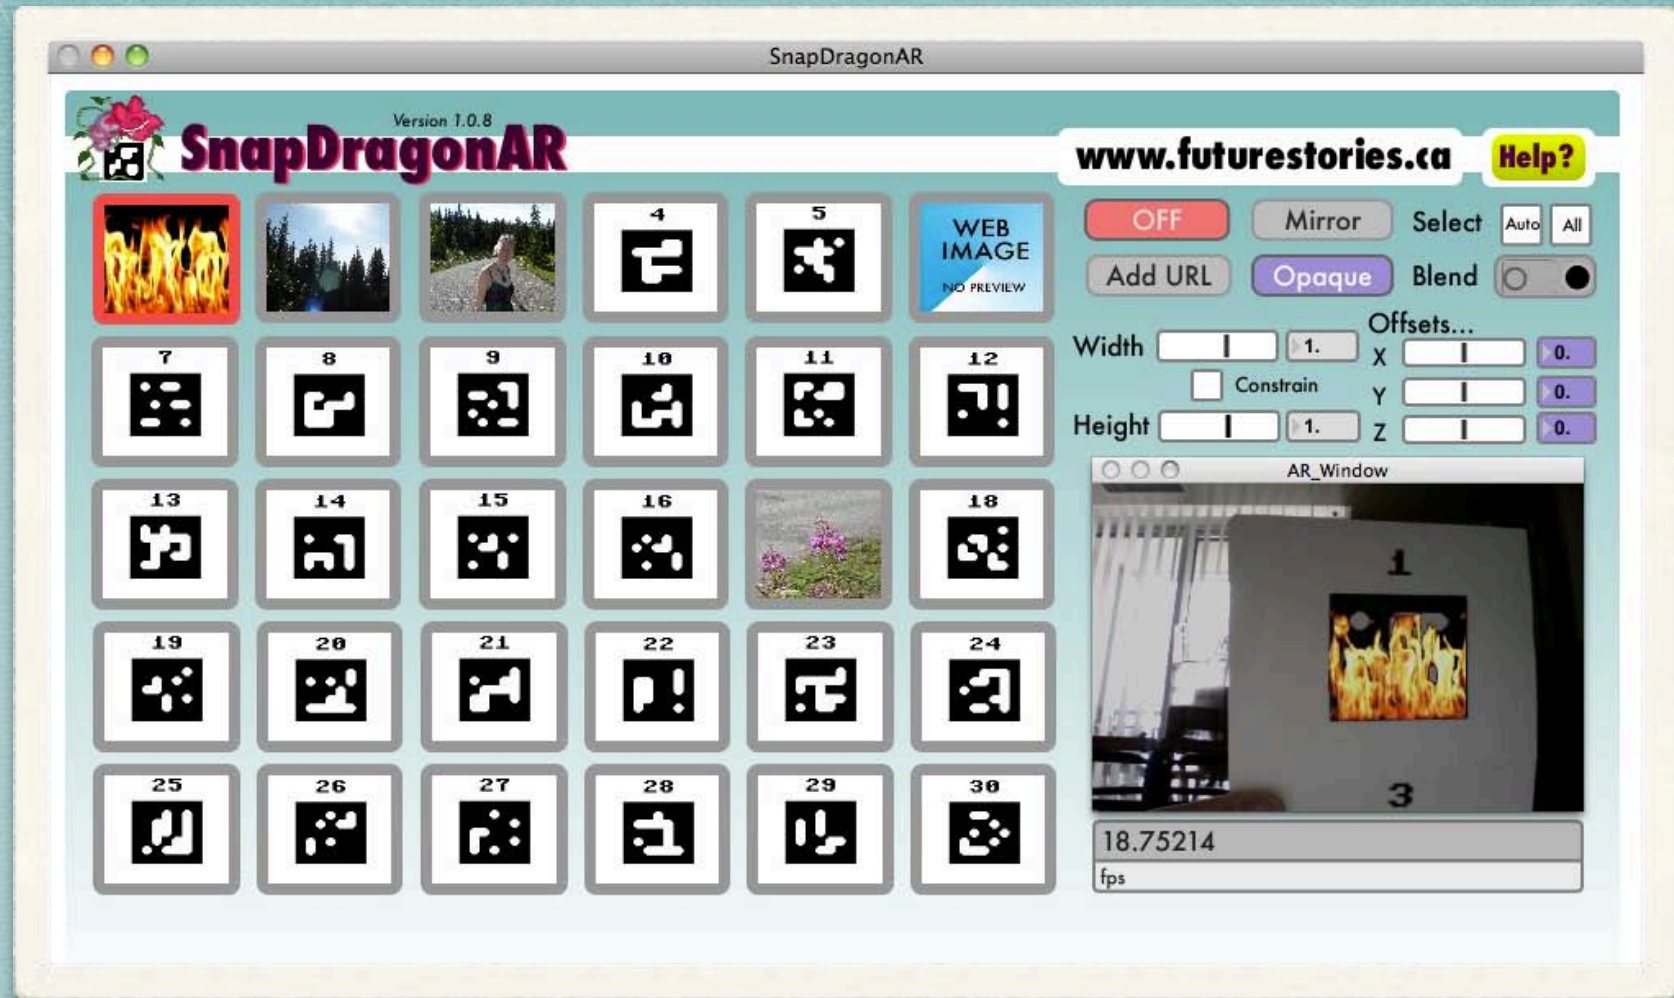 SnapDragonAR
Version 1.0.8
SnapDragonAR
www.futurestories.ca
Help?
4
5
WEB
IMAGE
NO PREVIEW
OFF
Mirror
Select
Auto
All
Add URL
Opaque
Blend
Offsets...
Width
1.
X
0.
Constrain
Y
0.
Height
1.
Z
0.
7
8
9
10
11
12
AR_Window
13
14
15
16
18
1
19
20
21
22
23
24
3
25
26
27
28
29
30
18.75214
fps